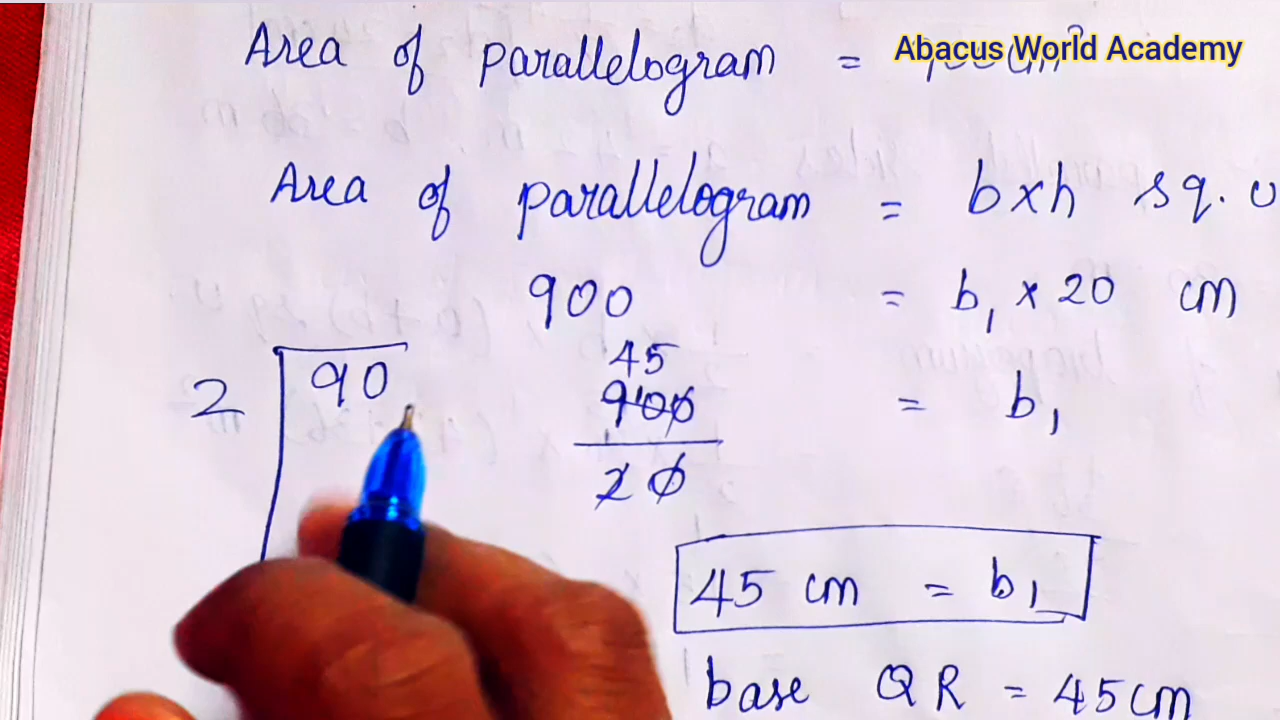 Abacus World Academy
Area of parallelogram =
Area of parallelogram = b x h sq. u
900 = b₁ x 20 cm
45
2 90 900 = b₁
20
45 cm = b₁
base QR = 45cm